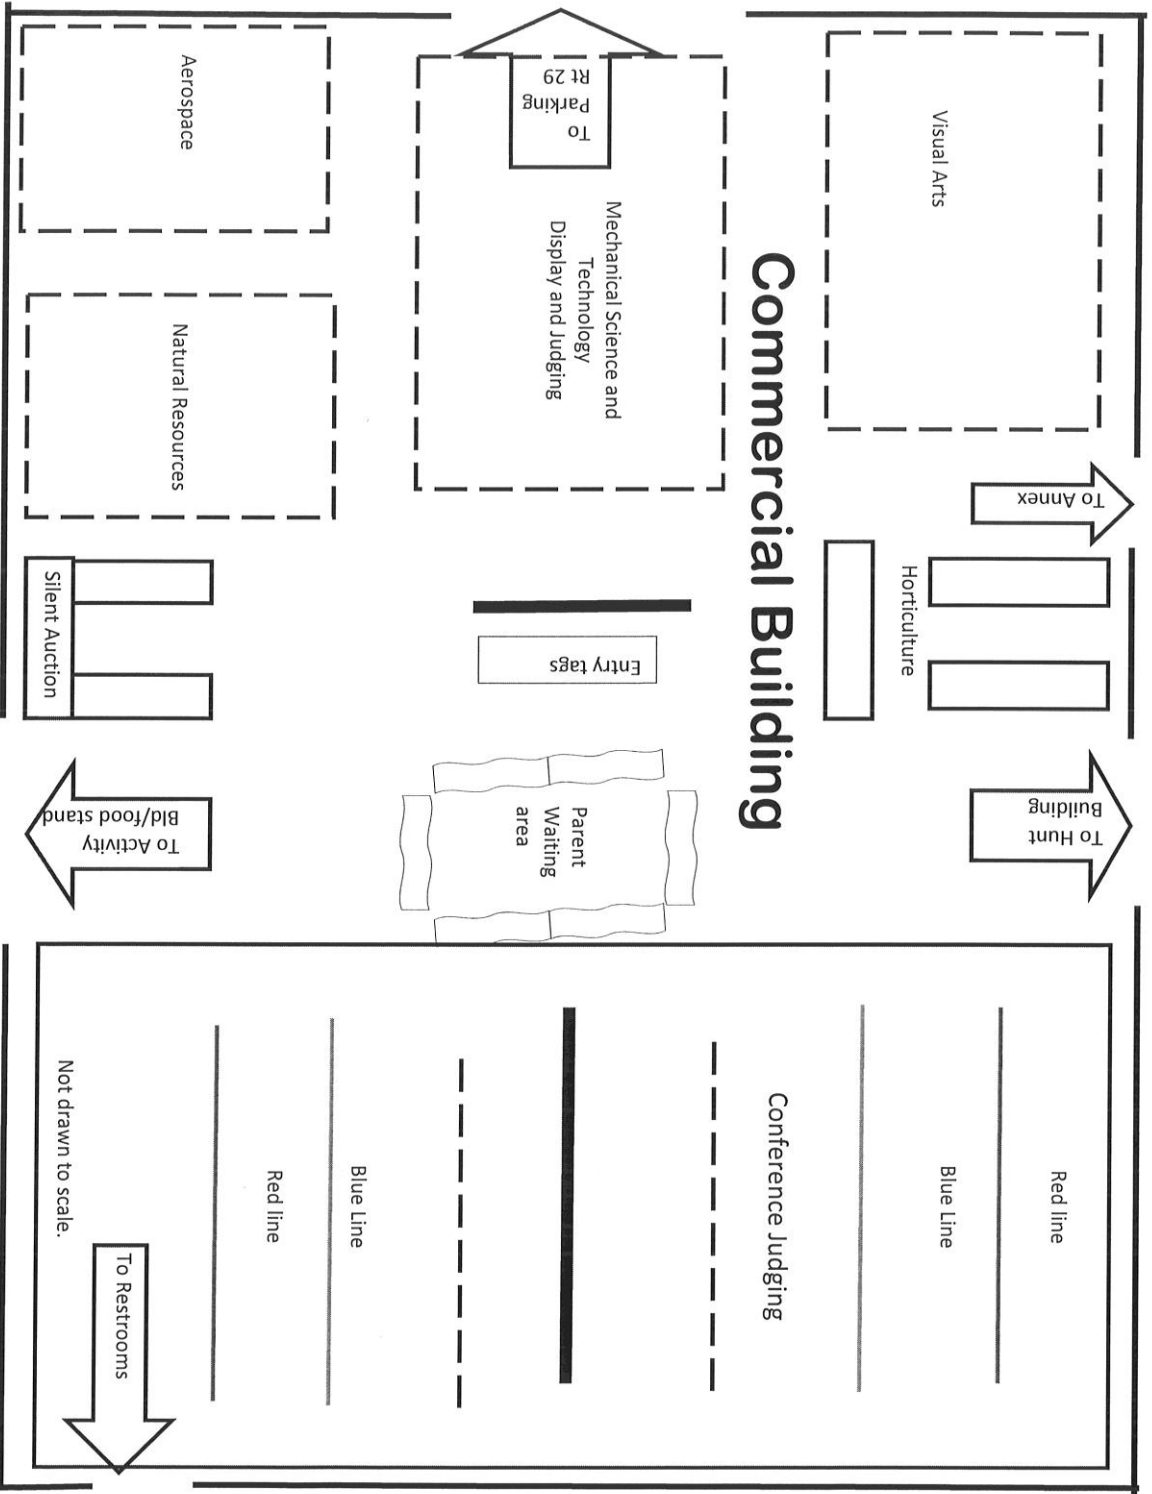 Commercial Building
Visual Arts
To Annex
Horticulture
To Hunt
Building
Red line
Blue Line
Conference Judging
To
Parking
Rt 29
Mechanical Science and
Technology
Display and Judging
Entry tags
Parent
Waiting
area
Aerospace
Natural Resources
Silent Auction
To Activity
Bld/food stand
Blue Line
Red line
Not drawn to scale.
To Restrooms